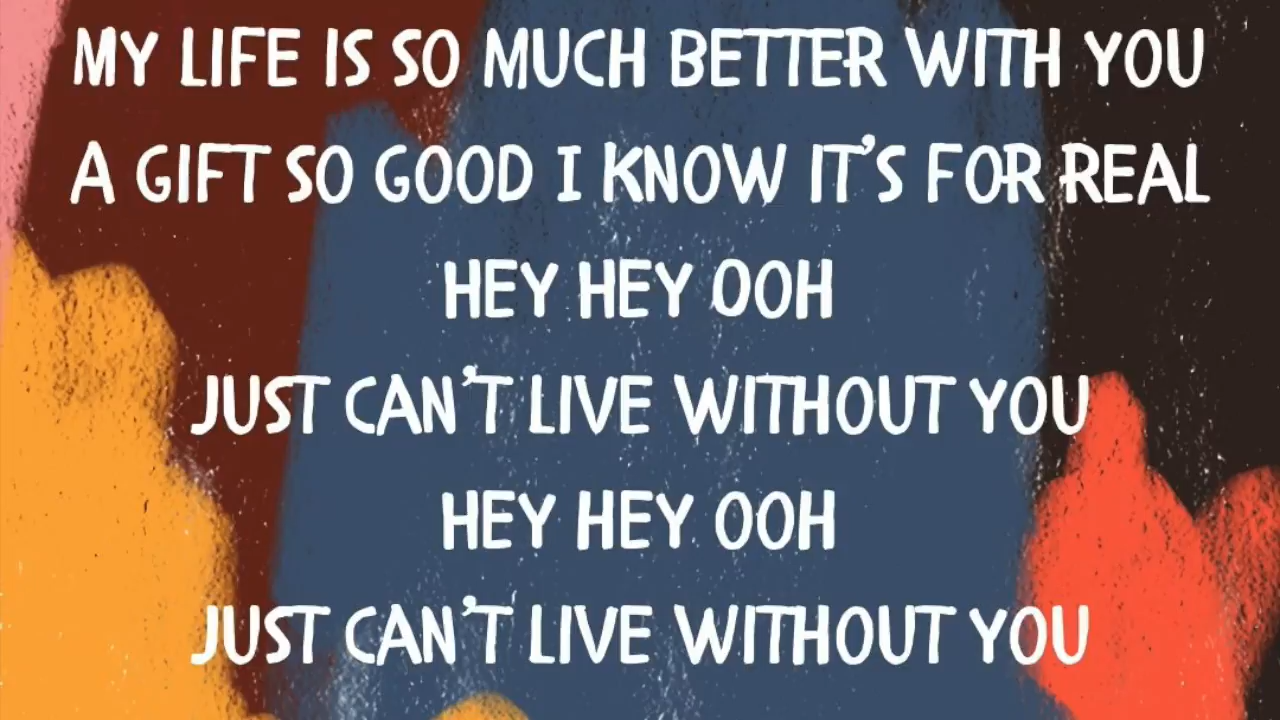 MY LIFE IS SO MUCH BETTER WITH YOU
A GIFT SO GOOD I KNOW IT'S FOR REAL
HEY HEY OOH
JUST CAN'T LIVE WITHOUT YOU
HEY HEY OOH
JUST CAN'T LIVE WITHOUT YOU